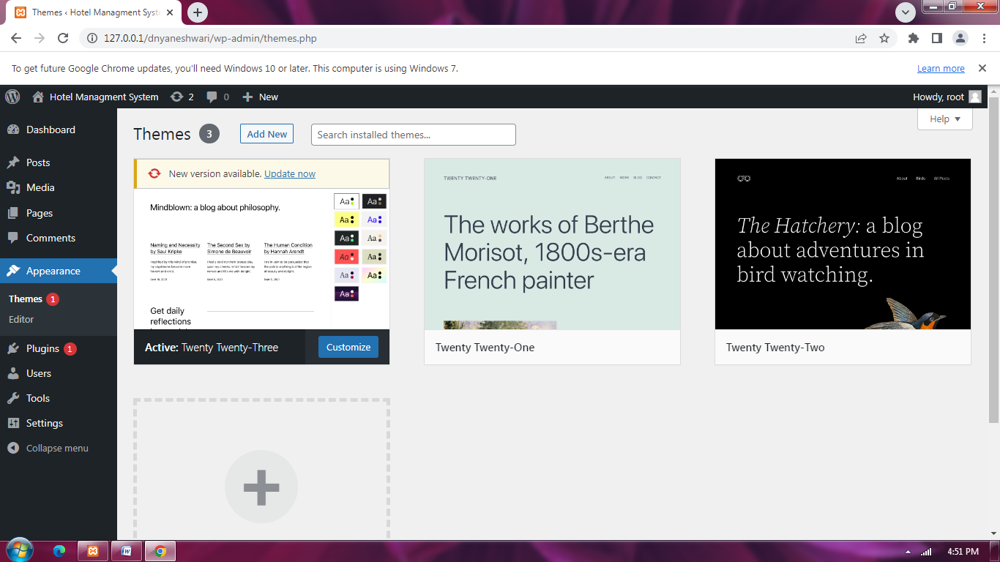 Themes ‹ Hotel Managment Syst
127.0.0.1/dnyaneshwari/wp-admin/themes.php
To get future Google Chrome updates, you'll need Windows 10 or later. This computer is using Windows 7.
Learn more
Hotel Managment System
2
0
New
Howdy, root
Dashboard
Posts
Media
Pages
Comments
Appearance
Themes 1
Editor
Plugins 1
Users
Tools
Settings
Collapse menu
Help
Themes 3
Add New
Search installed themes...
New version available. Update now
Mindblown: a blog about philosophy.
Naming and Necessity
by Saul Kripke
The Second Sex by
Simone de Beauvoir
The Human Condition
by Hannah Arendt
Sept 10, 2021
Get daily
reflections
Aa
Aa
Aa
Aa
Aa
Aa
Aa
Aa
Aa
Aa
Aa
Active: Twenty Twenty-Three
Customize
TWENTY TWENTY-ONE
ABOUT WORK BLOG CONTACT
The works of Berthe
Morisot, 1800s-era
French painter
Twenty Twenty-One
About Birds All Posts
The Hatchery: a blog
about adventures in
bird watching.
Twenty Twenty-Two
4:51 PM